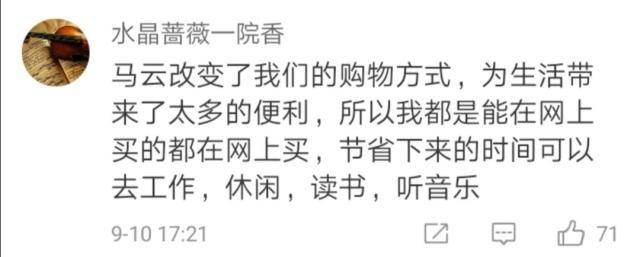 水晶蔷薇一院香
马云改变了我们的购物方式，为生活带
来了太多的便利，所以我都是能在网上
买的都在网上买，节省下来的时间可以
去工作，休闲，读书，听音乐
9-10 17:21 71